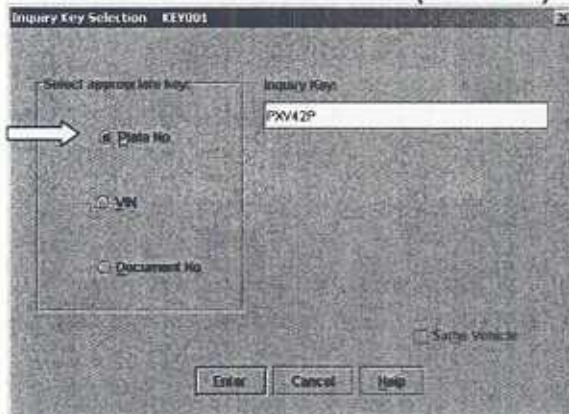 Inquiry Key Selection KEY001
Select appropriate key:
Inquiry Key:
PXV42P
Plate No
VIN
Document No
Same Vehicle
Enter Cancel Help